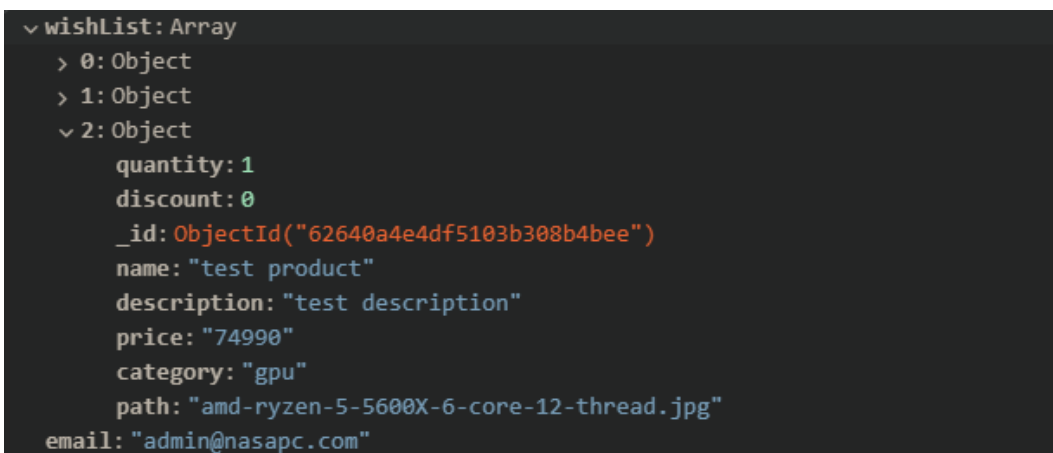 wishList: Array
0: Object
1: Object
2: Object
quantity: 1
discount: 0
_id: ObjectId("62640a4e4df5103b308b4bee")
name: "test product"
description: "test description"
price: "74990"
category: "gpu"
path: "amd-ryzen-5-5600X-6-core-12-thread.jpg"
email: "admin@nasapc.com"